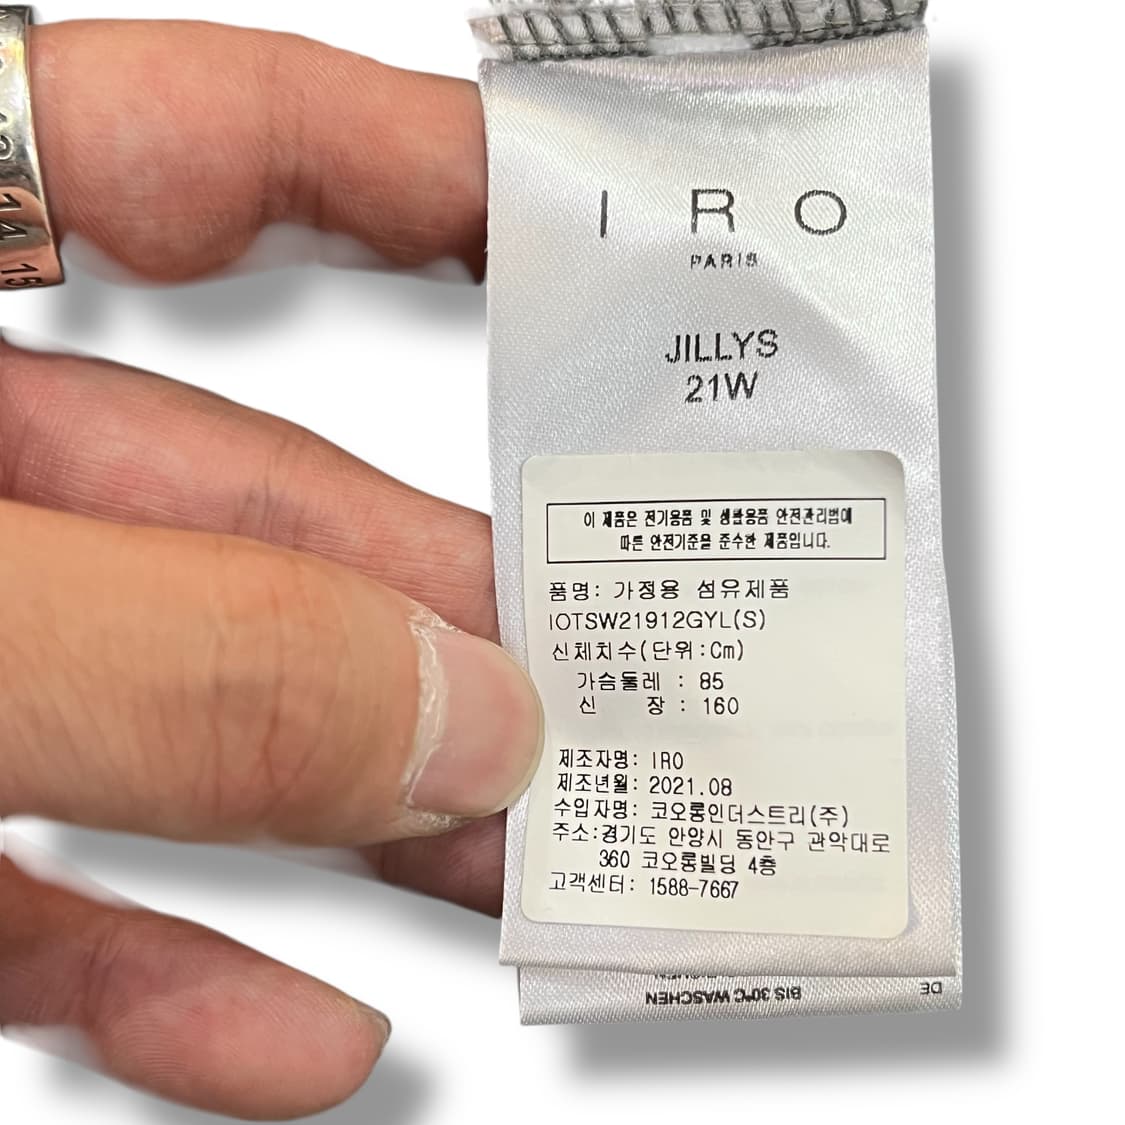 14 15
IRO
PARIS
JILLYS
21W
이 제품은 전기용품 및 생활용품 안전관리법에
따른 안전기준을 준수한 제품입니다.
품명: 가정용 섬유제품
IOTSW21912GYL(S)
신체치수(단위:Cm)
가슴둘레 : 85
신 장 : 160
제조자명: IRO
제조년월: 2021.08
수입자명: 코오롱인더스트리(주)
주소:경기도 안양시 동안구 관악대로
360 코오롱빌딩 4층
고객센터: 1588-7667
BIS 30°C WASCHEN
DE